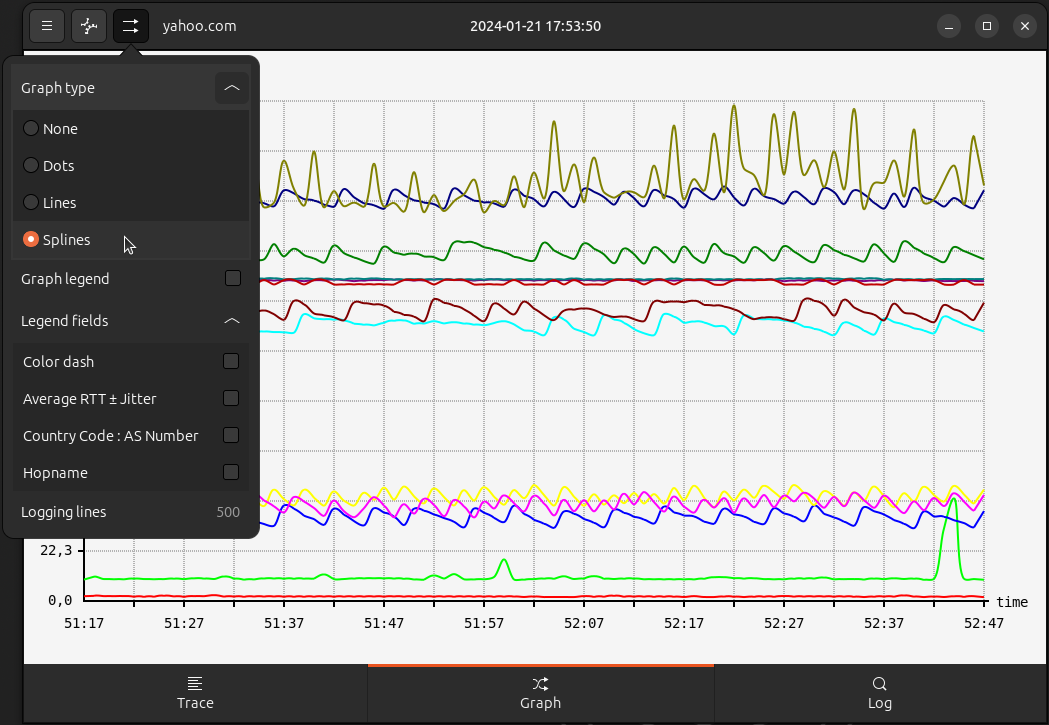 yahoo.com
2024-01-21 17:53:50
Graph type
None
Dots
Lines
Splines
Graph legend
Legend fields
Color dash
Average RTT ± Jitter
Country Code : AS Number
Hopname
Logging lines 500
22,3
0,0
time
51:17 51:27 51:37 51:47 51:57 52:07 52:17 52:27 52:37 52:47
Trace Graph Log